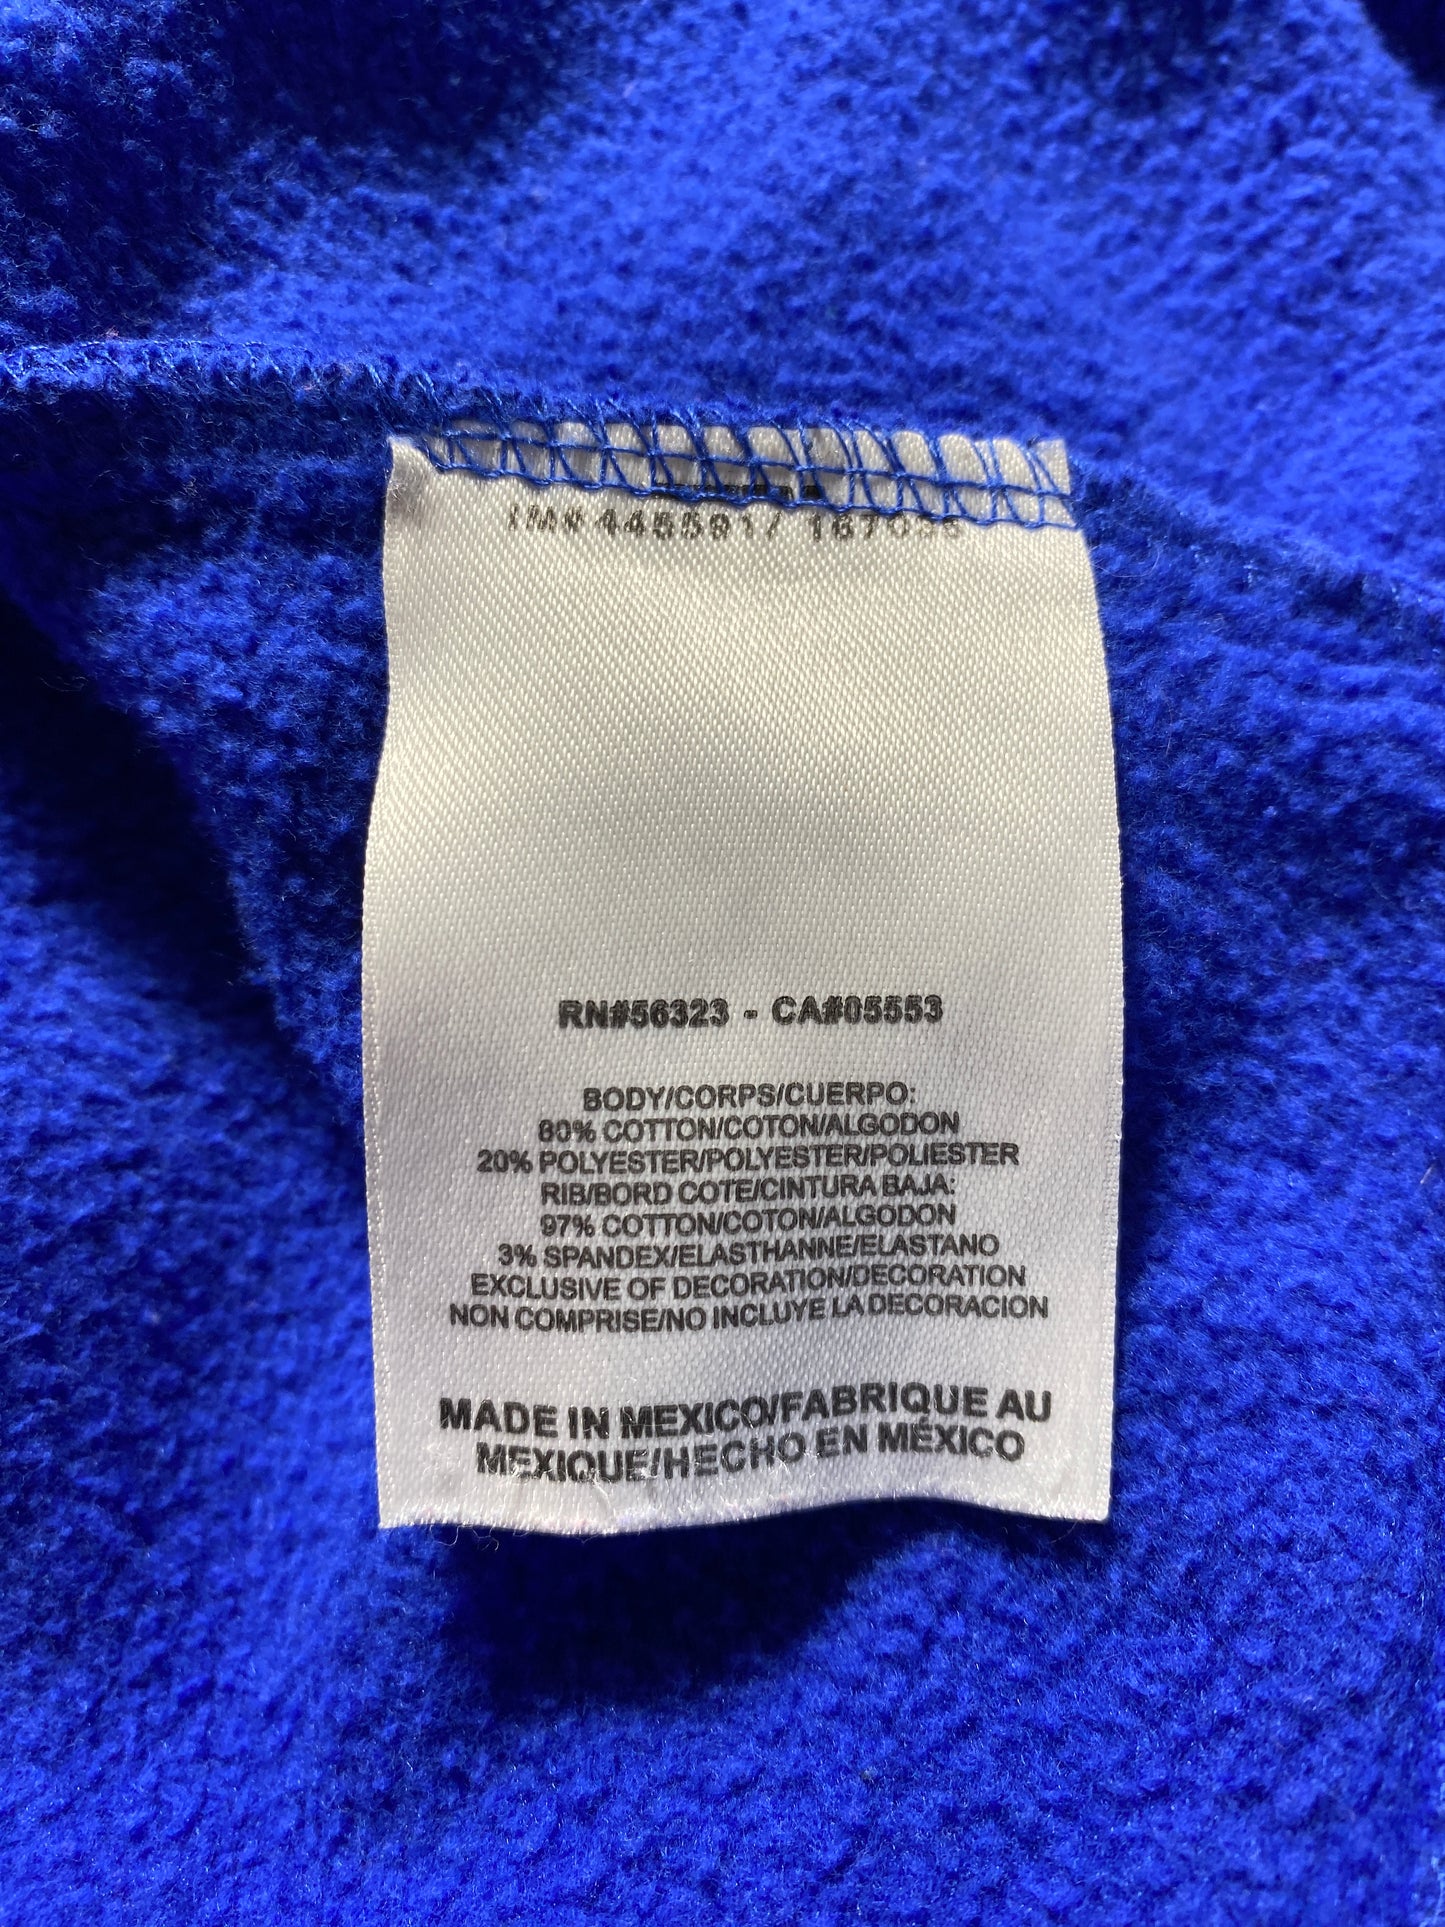 IM# 445591/
RN#56323 - CA#05553
BODY/CORPS/CUERPO:
80% COTTON/COTON/ALGODON
20% POLYESTER/POLYESTER/POLIESTER
RIB/BORD COTE/CINTURA BAJA:
97% COTTON/COTON/ALGODON
3% SPANDEX/ELASTHANNE/ELASTANO
EXCLUSIVE OF DECORATION/DECORATION
NON COMPRISE/NO INCLUYE LA DECORACION
MADE IN MEXICO/FABRIQUE AU
MEXIQUE/HECHO EN MÉXICO